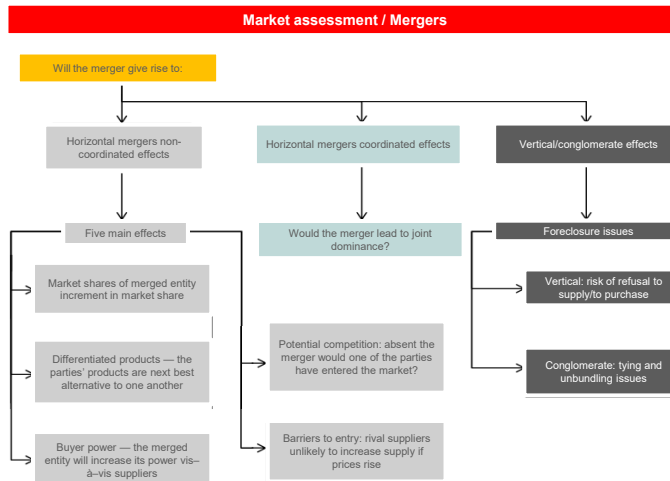 Market assessment / Mergers
Will the merger give rise to:
Horizontal mergers non-
coordinated effects
Horizontal mergers coordinated effects
Vertical/conglomerate effects
Five main effects
Would the merger lead to joint
dominance?
Foreclosure issues
Market shares of merged entity
increment in market share
Vertical: risk of refusal to
supply/to purchase
Differentiated products — the
parties' products are next best
alternative to one another
Potential competition: absent the
merger would one of the parties
have entered the market?
Conglomerate: tying and
unbundling issues
Buyer power — the merged
entity will increase its power vis–
à–vis suppliers
Barriers to entry: rival suppliers
unlikely to increase supply if
prices rise